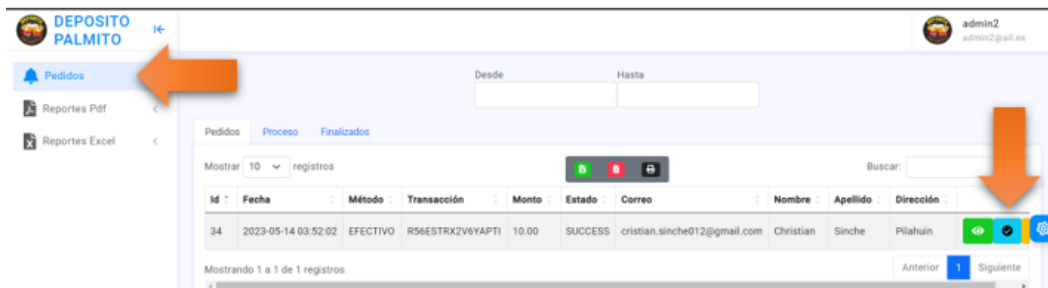 DEPOSITO
PALMITO
admin2
admin2@ail.es
Pedidos
Reportes Pdf
Reportes Excel
Desde
Hasta
Pedidos Proceso Finalizados
Mostrar 10 registros
Buscar:
Id Fecha Método Transacción Monto Estado Correo Nombre Apellido Dirección
34 2023-05-14 03:52:02 EFECTIVO R56ESTRX2V6YAPTI 10.00 SUCCESS cristian.sinche012@gmail.com Christian Sinche Pilahuin
Mostrando 1 a 1 de 1 registros
Anterior 1 Siguiente